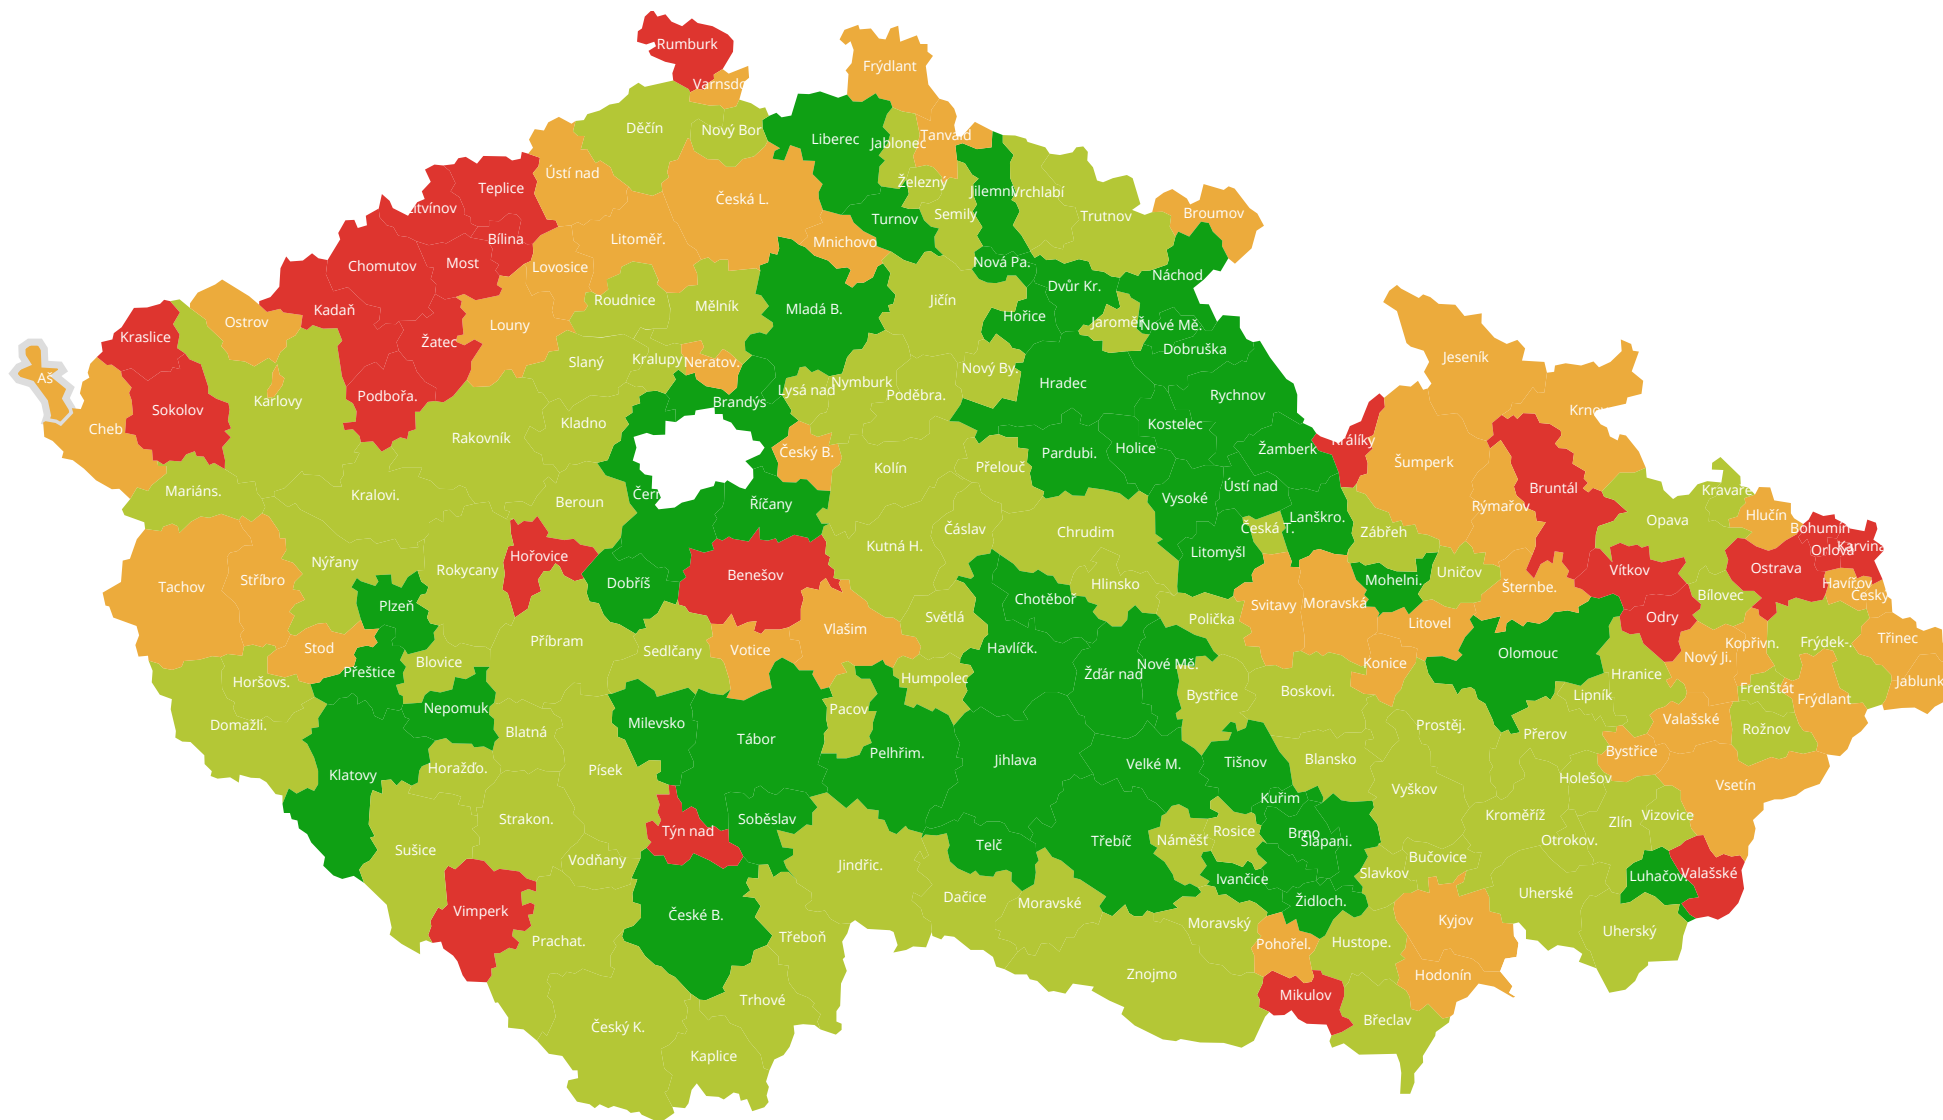 Rumburk
Frýdlant
Varnsdo
Děčín
Nový Bor
Liberec
Jablonec
Tanvald
Ústí nad
Teplice
Litvínov
Česká L.
Železný
Jilemni
Vrchlabí
Semily
Turnov
Trutnov
Broumov
Bílina
Litoměř.
Mnichovo
Most
Chomutov
Lovosice
Nová Pa.
Náchod
Dvůr Kr.
Roudnice
Mělník
Mladá B.
Jičín
Kadaň
Hořice
Jaroměř
Nové Mě.
Ostrov
Louny
Kraslice
Žatec
Dobruška
Jeseník
Slaný
Kralupy
Neratov.
Nový By.
Aš
Nymburk
Lysá nad
Hradec
Poděbra.
Rychnov
Podbořa.
Karlovy
Brandýs
Sokolov
Krnov
Kladno
Kostelec
Cheb
Rakovník
Králíky
Holice
Žamberk
Pardubi.
Český B.
Šumperk
Kolín
Přelouč
Ústí nad
Bruntál
Mariáns.
Kralovi.
Čern
Vysoké
Kravaře
Beroun
Říčany
Rýmařov
Lanškro.
Hlučín
Opava
Česká T.
Bohumín
Čáslav
Chrudim
Zábřeh
Kutná H.
Karviná
Orlová
Hořovice
Litomyšl
Nýřany
Rokycany
Vítkov
Ostrava
Uničov
Benešov
Stříbro
Mohelni.
Dobříš
Hlinsko
Havířov
Tachov
Šternbe.
Bílovec
Český
Chotěboř
Plzeň
Svitavy
Moravská
Světlá
Polička
Odry
Litovel
Vlašim
Třinec
Příbram
Frýdek-.
Kopřivn.
Stod
Havlíčk.
Votice
Sedlčany
Olomouc
Nový Ji.
Blovice
Konice
Nové Mě.
Přeštice
Žďár nad
Hranice
Humpolec
Horšovs.
Jablunk
Frenštát
Boskovi.
Bystřice
Lipník
Frýdlant
Nepomuk
Pacov
Valašské
Milevsko
Domažli.
Prostěj.
Rožnov
Blatná
Přerov
Tábor
Bystřice
Pelhřim.
Blansko
Jihlava
Tišnov
Velké M.
Horažďo.
Písek
Klatovy
Holešov
Vsetín
Vyškov
Kuřim
Kroměříž
Vizovice
Strakon.
Soběslav
Zlín
Týn nad
Rosice
Brno
Šlapani.
Náměšť
Třebíč
Otrokov.
Telč
Sušice
Bučovice
Vodňany
Jindřic.
Slavkov
Valašské
Luhačov.
Ivančice
Uherské
Dačice
Židloch.
Moravské
Vimperk
České B.
Kyjov
Moravský
Uherský
Třeboň
Prachat.
Hustope.
Pohořel.
Znojmo
Hodonín
Mikulov
Trhové
Břeclav
Český K.
Kaplice